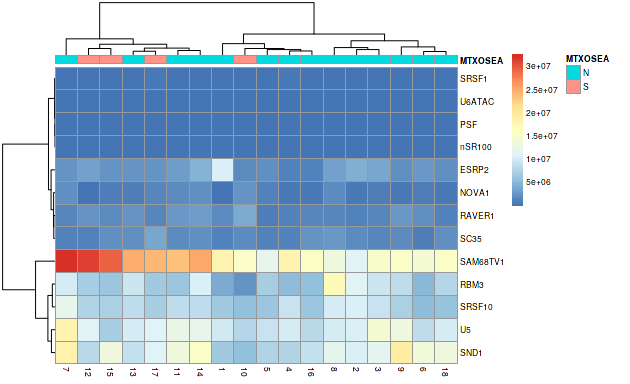 MTXOSEA
SRSF1
U6ATAC
PSF
nSR100
ESRP2
NOVA1
RAVER1
SC35
SAM68TV1
RBM3
SRSF10
U5
SND1
7 12 15 13 17 11 14 1 10 5 4 16 8 2 3 9 6 18
3e+07
2.5e+07
2e+07
1.5e+07
1e+07
5e+06
MTXOSEA
N
S